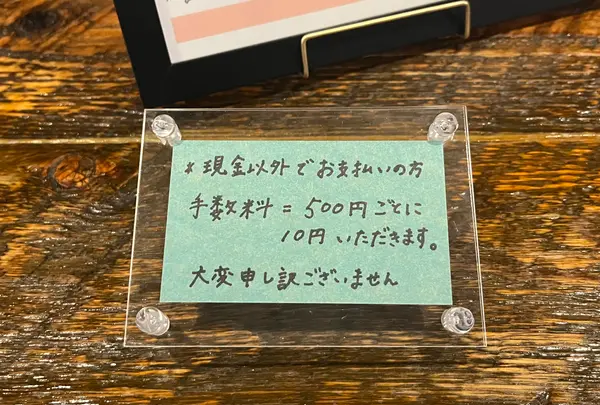 *現金以外でお支払いの方
手数料=500円ごとに
10円いただきます。
大変申し訳ございません